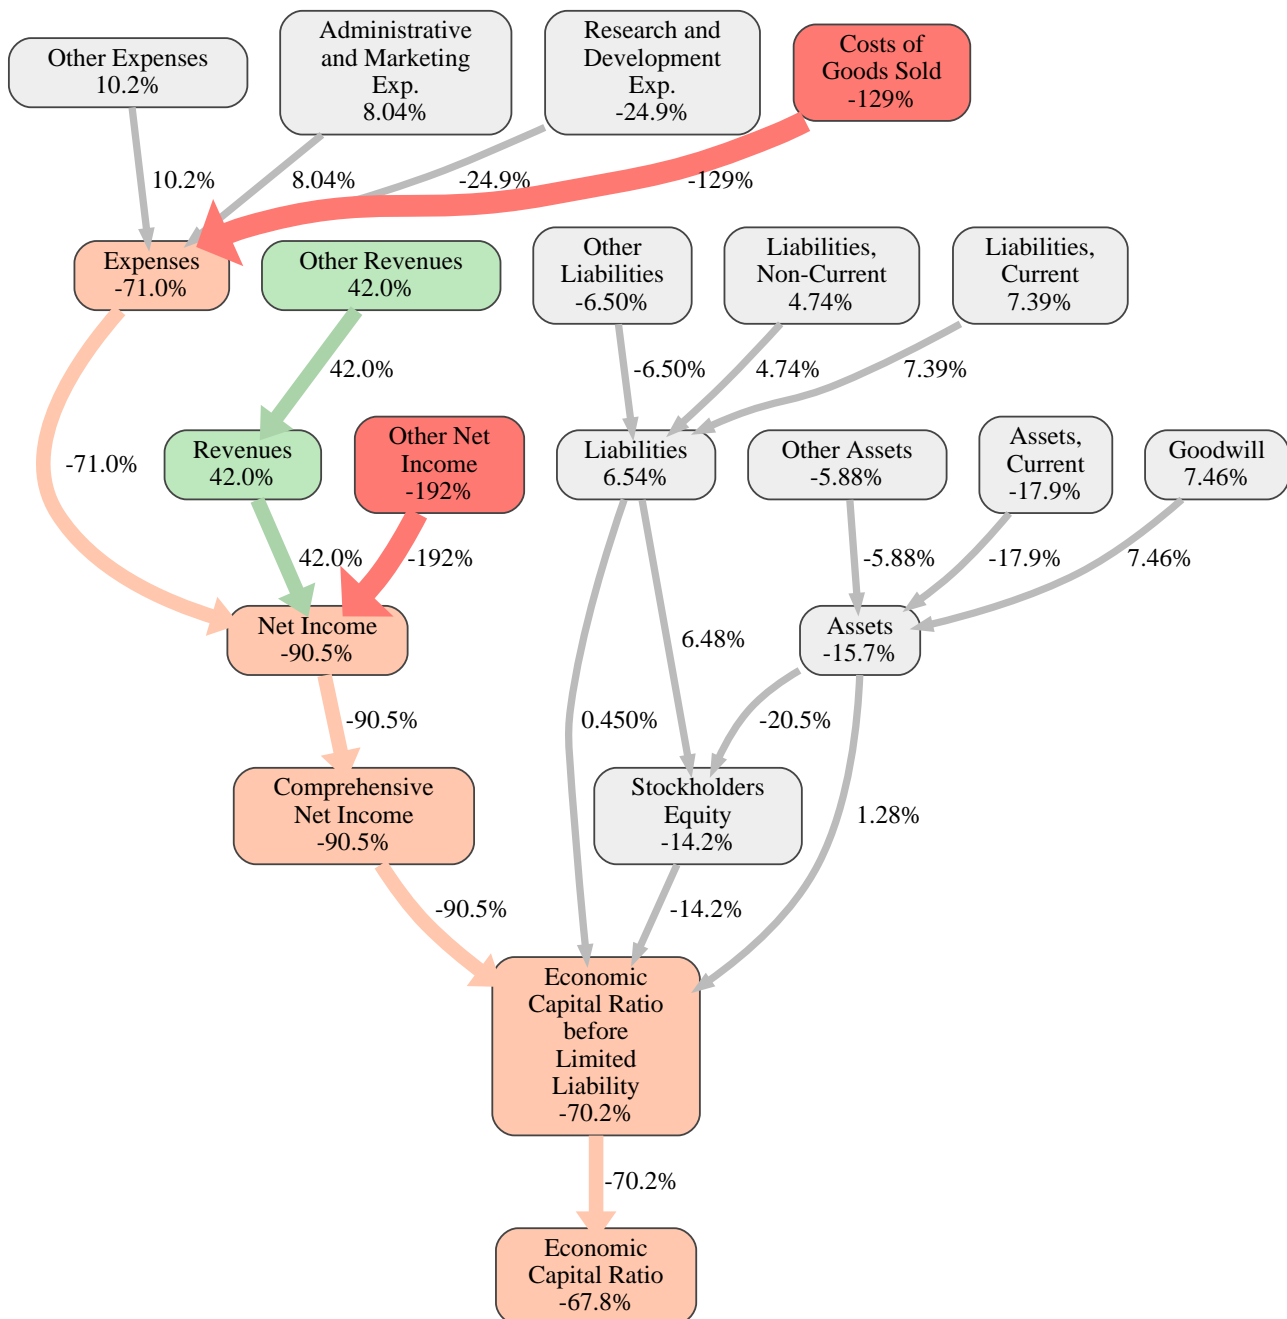 Other Expenses
10.2%
Administrative
and Marketing
Exp.
8.04%
Research and
Development
Exp.
-24.9%
Costs of
Goods Sold
-129%
10.2%
8.04%
-24.9%
-129%
Expenses
-71.0%
Other Revenues
42.0%
Other
Liabilities
-6.50%
Liabilities,
Non-Current
4.74%
Liabilities,
Current
7.39%
42.0%
-6.50%
4.74%
7.39%
-71.0%
Revenues
42.0%
Other Net
Income
-192%
Liabilities
6.54%
Other Assets
-5.88%
Assets,
Current
-17.9%
Goodwill
7.46%
42.0%
-192%
-5.88%
-17.9%
7.46%
Net Income
-90.5%
6.48%
Assets
-15.7%
-90.5%
0.450%
-20.5%
Comprehensive
Net Income
-90.5%
Stockholders
Equity
-14.2%
1.28%
-90.5%
-14.2%
Economic
Capital Ratio
before
Limited
Liability
-70.2%
-70.2%
Economic
Capital Ratio
-67.8%